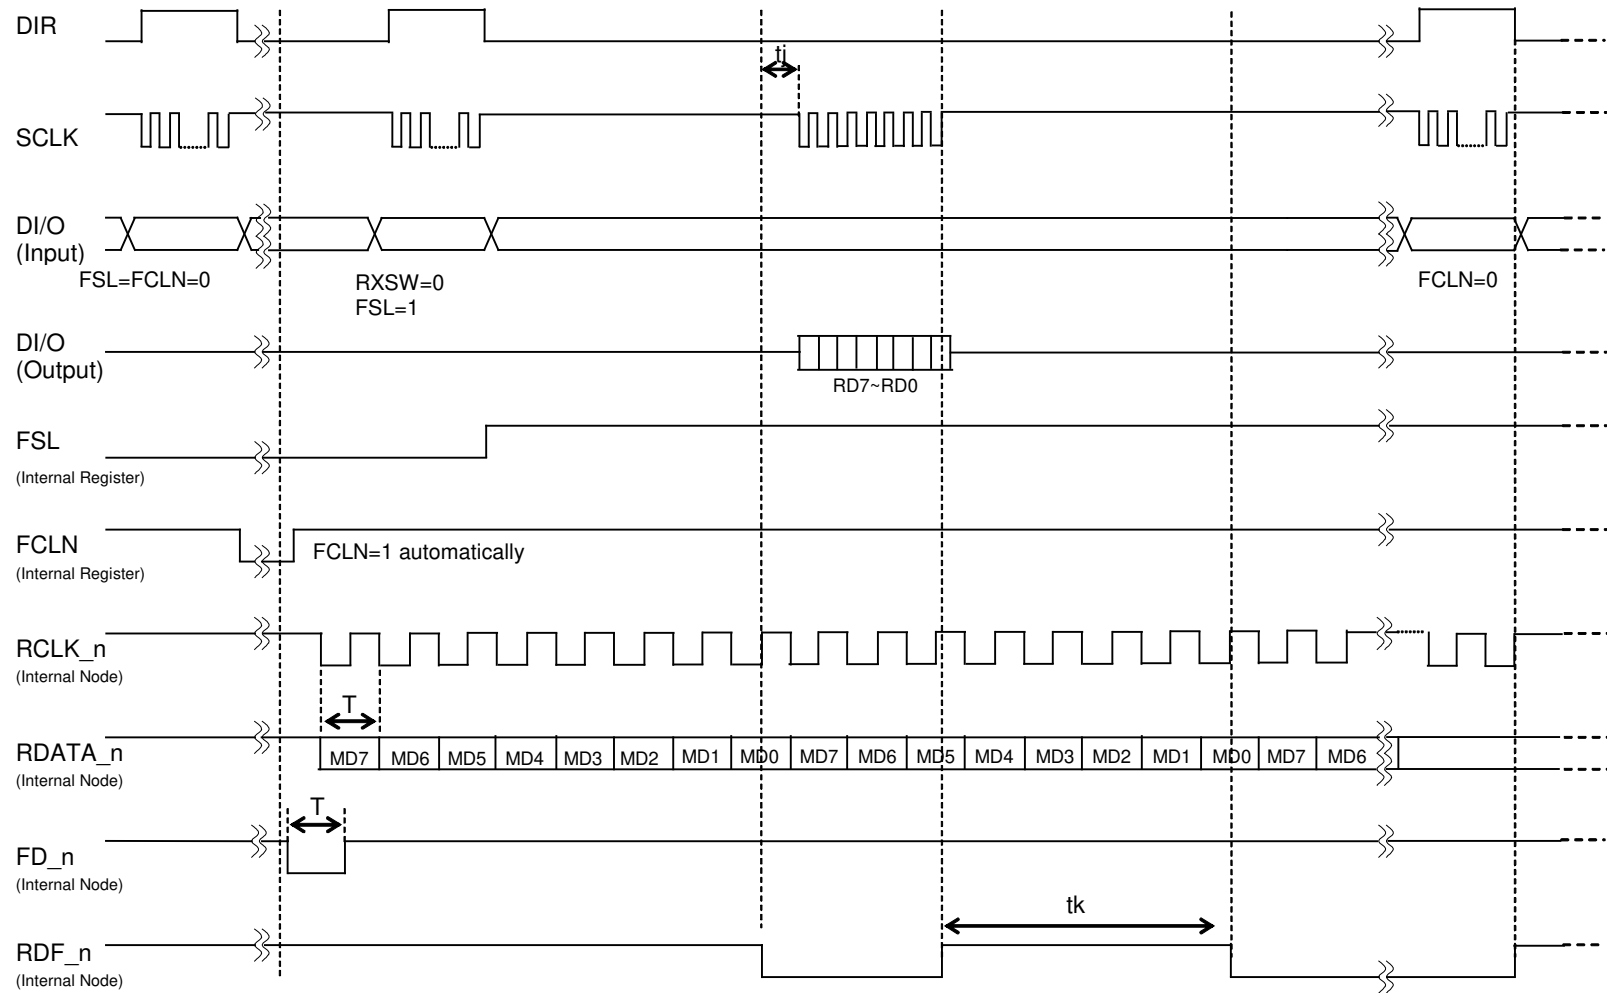 DIR
tj
SCLK
DI/O
(Input)
FSL=FCLN=0
RXSW=0
FSL=1
FCLN=0
DI/O
(Output)
RD7~RD0
FSL
(Internal Register)
FCLN
(Internal Register)
FCLN=1 automatically
RCLK_n
(Internal Node)
T
RDATA_n
(Internal Node)
MD7 MD6 MD5 MD4 MD3 MD2 MD1 MD0 MD7 MD6 MD5 MD4 MD3 MD2 MD1 MD0 MD7 MD6
T
FD_n
(Internal Node)
tk
RDF_n
(Internal Node)